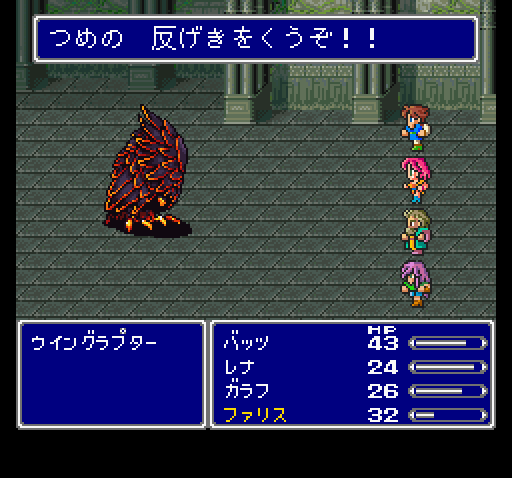 つめの 反げきをくうぞ！！
ウイングラプター
HP
バッツ 43
レナ 24
ガラフ 26
ファリス 32